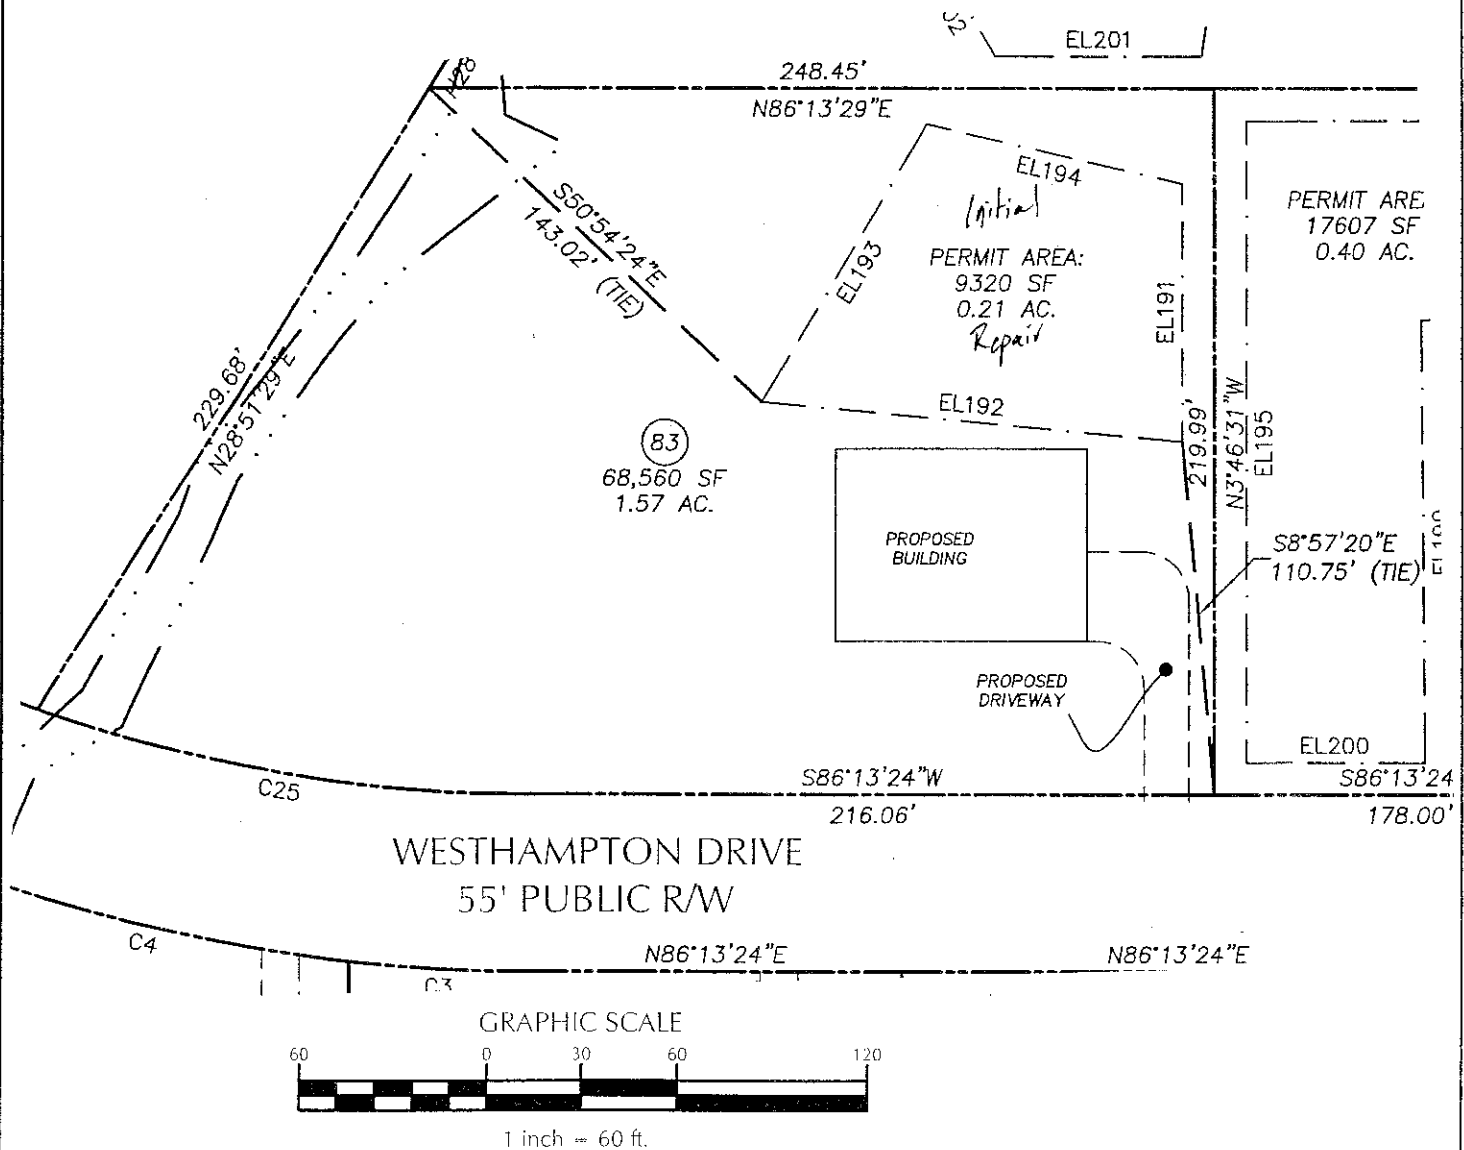 EL201
248.45'
N86°13'29"E
EL194
Initial
PERMIT AREA:
9320 SF
0.21 AC.
Repair
EL193
EL191
EL192
S50°54'24"E
143.02' (TIE)
229.68'
N28°51'29"E
83
68,560 SF
1.57 AC.
PROPOSED
BUILDING
PROPOSED
DRIVEWAY
219.99'
N3°46'31"W
EL195
PERMIT ARE
17607 SF
0.40 AC.
S8°57'20"E
110.75' (TIE)
EL200
C25
S86°13'24"W
216.06'
S86°13'24
178.00'
WESTHAMPTON DRIVE
55' PUBLIC R/W
C4
C3
N86°13'24"E
N86°13'24"E
GRAPHIC SCALE
60 0 30 60 120
1 inch = 60 ft.